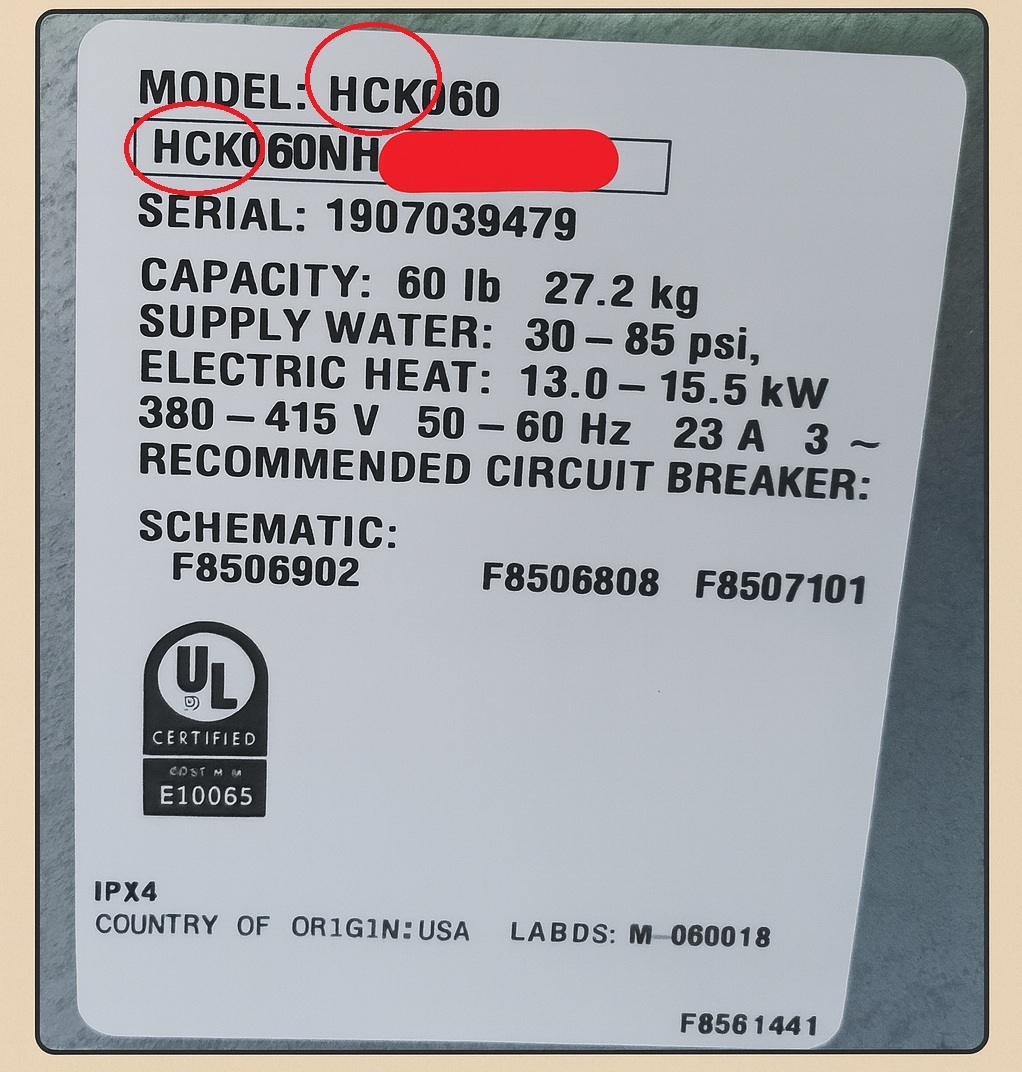 MODEL: HCK060
HCK060NH
SERIAL: 1907039479
CAPACITY: 60 lb 27.2 kg
SUPPLY WATER: 30 – 85 psi,
ELECTRIC HEAT: 13.0 – 15.5 kW
380 – 415 V 50 – 60 Hz 23 A 3 ~
RECOMMENDED CIRCUIT BREAKER:
SCHEMATIC:
F8506902 F8506808 F8507101
UL
CERTIFIED
E10065
IPX4
COUNTRY OF OR1G1N:USA LABDS: M-060018
F8561441